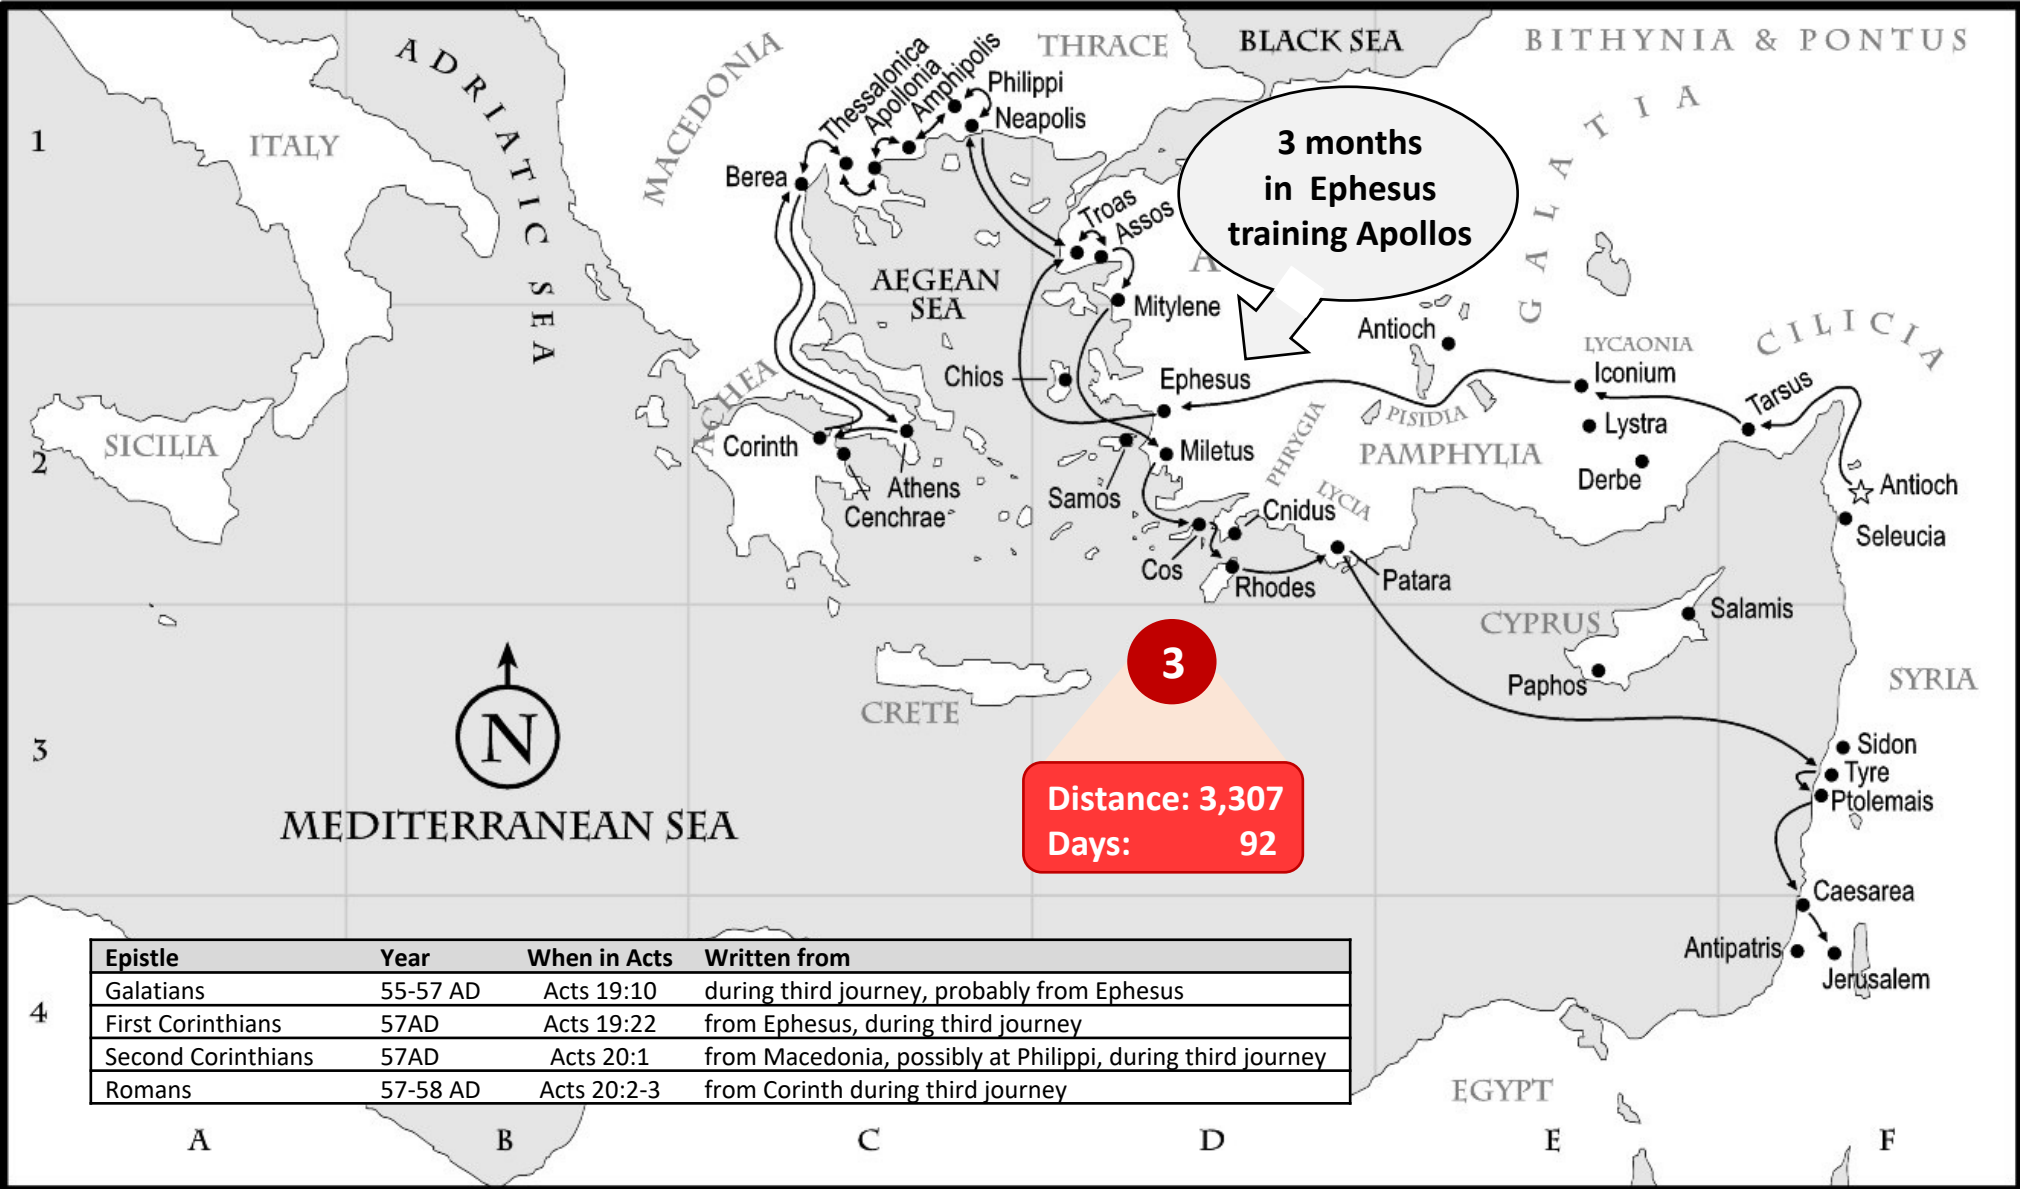 ADRIATIC SEA
MACEDONIA
THRACE
BLACK SEA
BITHYNIA & PONTUS
GALATIA
Thessalonica
Apollonia
Amphipolis
Philippi
Neapolis
1
ITALY
Berea
3 months
in Ephesus
training Apollos
Troas
Assos
A
AEGEAN
SEA
Mitylene
Antioch
LYCAONIA
CILICIA
Chios
Ephesus
Iconium
Tarsus
ACHEA
PHRYGIA
PISIDIA
Lystra
SICILIA
Corinth
Miletus
PAMPHYLIA
2
Athens
Samos
LYCIA
Derbe
Antioch
Cenchrae
Cnidus
Seleucia
Cos
Rhodes
Patara
CYPRUS
Salamis
3
Paphos
SYRIA
CRETE
N
3
Sidon
Tyre
Ptolemais
MEDITERRANEAN SEA
Distance: 3,307
Days: 92
Caesarea
Antipatris
Jerusalem
Epistle Year When in Acts Written from
Galatians 55-57 AD Acts 19:10 during third journey, probably from Ephesus
First Corinthians 57AD Acts 19:22 from Ephesus, during third journey
Second Corinthians 57AD Acts 20:1 from Macedonia, possibly at Philippi, during third journey
Romans 57-58 AD Acts 20:2-3 from Corinth during third journey
4
EGYPT
A B C D E F